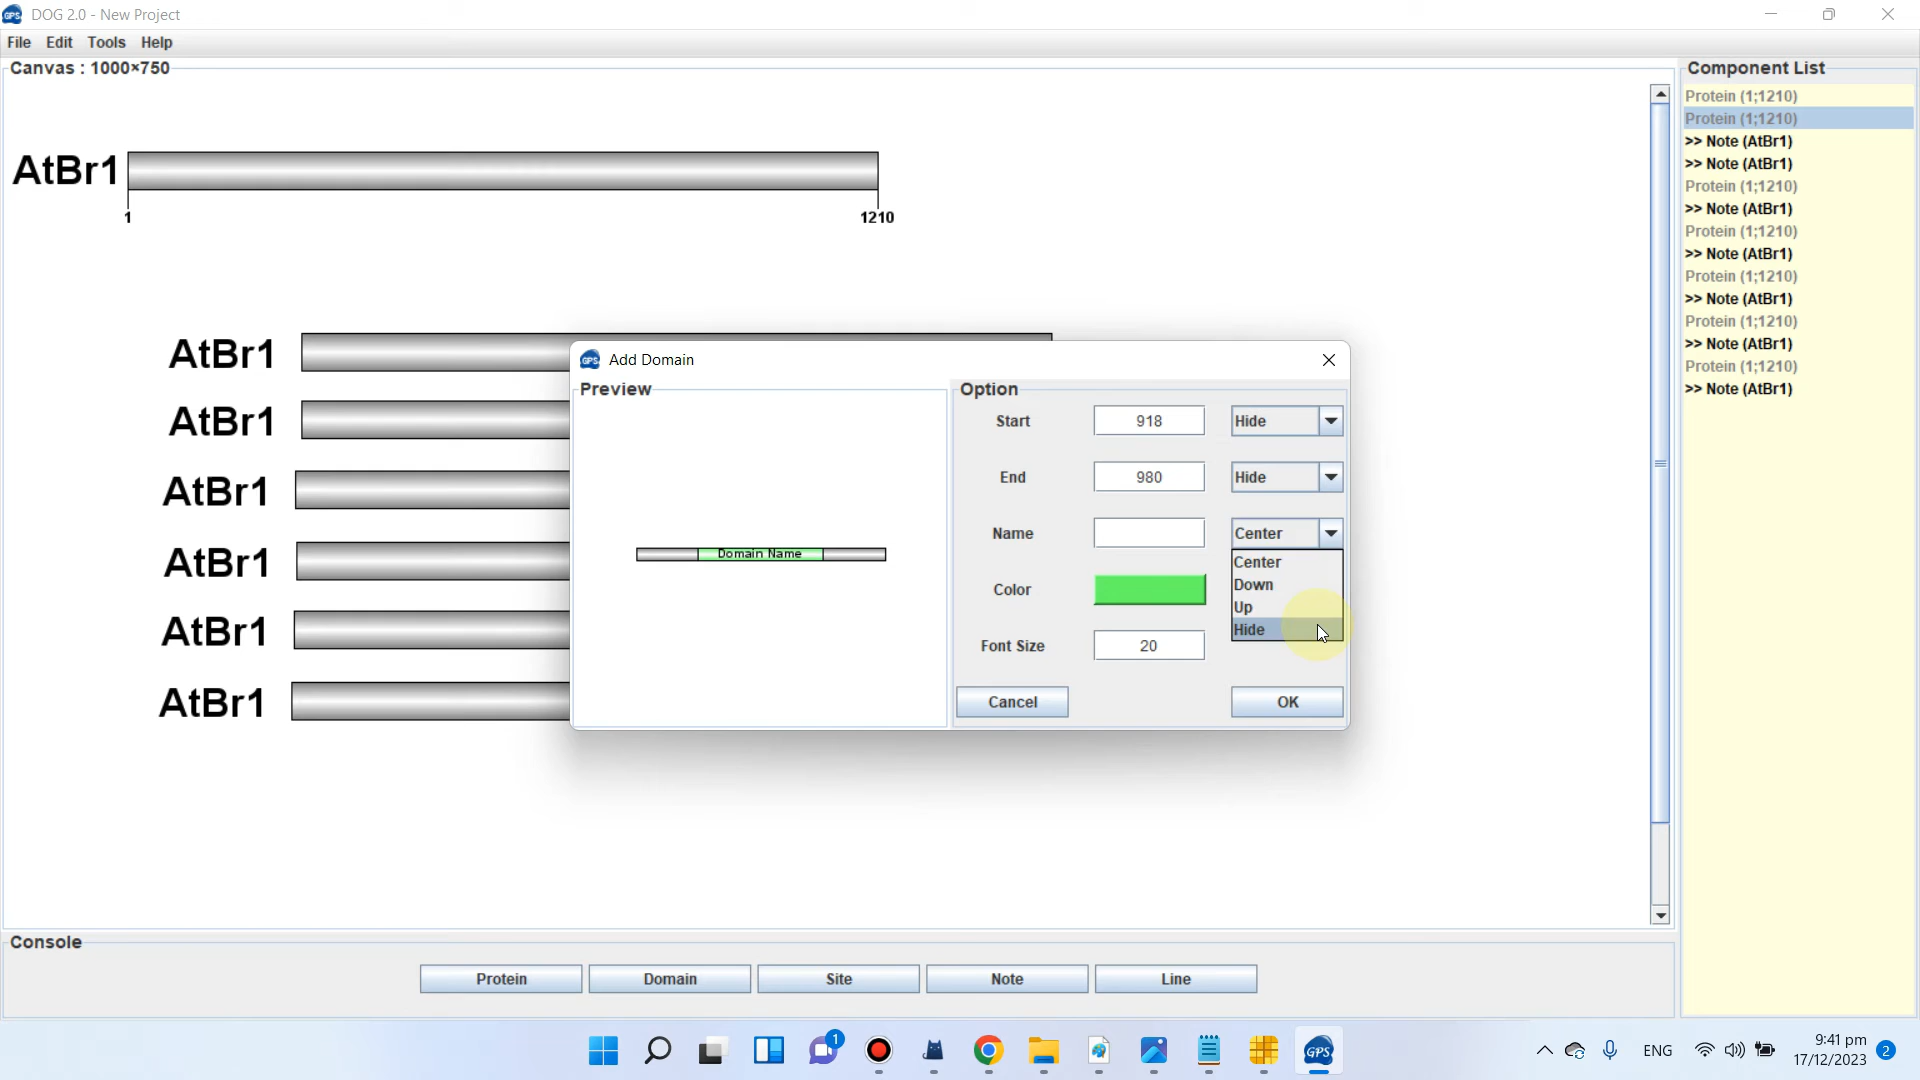 GPS DOG 2.0 - New Project
File Edit Tools Help
Canvas : 1000×750
AtBr1
1 1210
AtBr1
AtBr1
AtBr1
AtBr1
AtBr1
AtBr1
GPS Add Domain
Preview
Domain Name
Option
Start 918 Hide
End 980 Hide
Name Center
Center
Down
Up
Hide
Color
Font Size 20
Cancel OK
Component List
Protein (1;1210)
Protein (1;1210)
>> Note (AtBr1)
>> Note (AtBr1)
Protein (1;1210)
>> Note (AtBr1)
Protein (1;1210)
>> Note (AtBr1)
Protein (1;1210)
>> Note (AtBr1)
Protein (1;1210)
>> Note (AtBr1)
Protein (1;1210)
>> Note (AtBr1)
Console
Protein Domain Site Note Line
1 GPS ENG 9:41 pm 2
17/12/2023